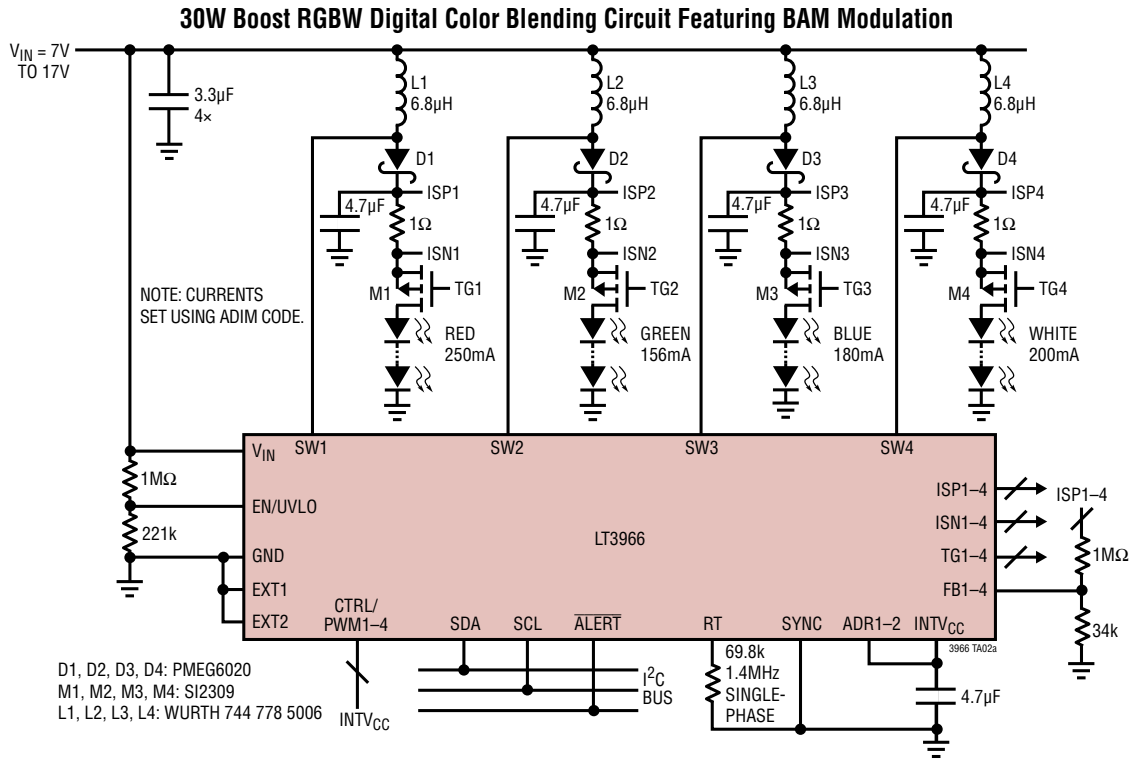 30W Boost RGBW Digital Color Blending Circuit Featuring BAM Modulation
VIN = 7V
TO 17V
3.3µF
4×
L1
6.8µH
L2
6.8µH
L3
6.8µH
L4
6.8µH
D1
D2
D3
D4
ISP1
ISP2
ISP3
ISP4
4.7µF
4.7µF
4.7µF
4.7µF
1Ω
1Ω
1Ω
1Ω
ISN1
ISN2
ISN3
ISN4
M1
TG1
M2
TG2
M3
TG3
M4
TG4
NOTE: CURRENTS
SET USING ADIM CODE.
RED
250mA
GREEN
156mA
BLUE
180mA
WHITE
200mA
VIN
SW1
SW2
SW3
SW4
1MΩ
EN/UVLO
221k
GND
EXT1
EXT2
LT3966
ISP1–4
ISN1–4
TG1–4
FB1–4
ISP1–4
1MΩ
34k
CTRL/
PWM1–4
SDA
SCL
ALERT
RT
SYNC
ADR1–2
INTVCC
3966 TA02a
69.8k
1.4MHz
SINGLE-
PHASE
I2C
BUS
4.7µF
INTVCC
D1, D2, D3, D4: PMEG6020
M1, M2, M3, M4: SI2309
L1, L2, L3, L4: WURTH 744 778 5006